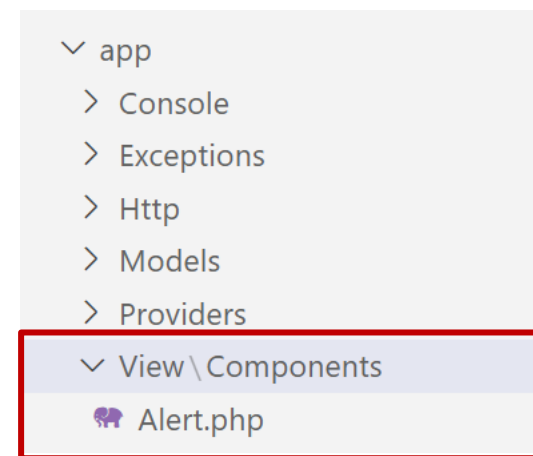 app
Console
Exceptions
Http
Models
Providers
View\Components
Alert.php